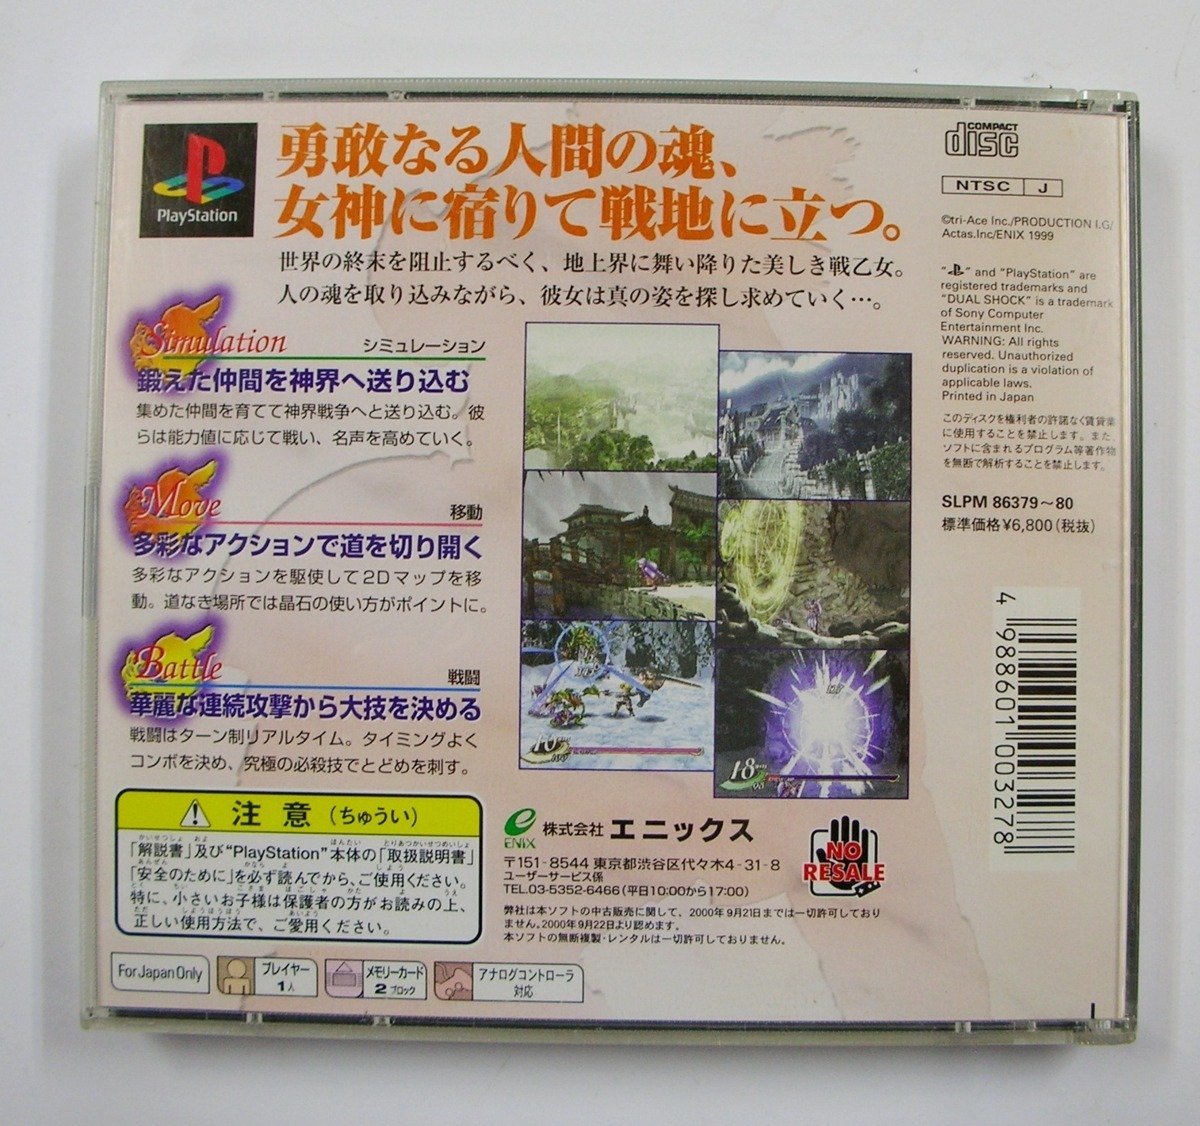 PlayStation
勇敢なる人間の魂、
女神に宿りて戦地に立つ。
世界の終末を阻止するべく、地上界に舞い降りた美しき戦乙女。
人の魂を取り込みながら、彼女は真の姿を探し求めていく…。
Simulation シミュレーション
鍛えた仲間を神界へ送り込む
集めた仲間を育てて神界戦争へと送り込む。彼
らは能力値に応じて戦い、名声を高めていく。
Move 移動
多彩なアクションで道を切り開く
多彩なアクションを駆使して2Dマップを移
動。道なき場所では晶石の使い方がポイントに。
Battle 戦闘
華麗な連続攻撃から大技を決める
戦闘はターン制リアルタイム。タイミングよく
コンボを決め、究極の必殺技でとどめを刺す。
注意(ちゅうい)
「解説書」及び"PlayStation"本体の「取扱説明書」
「安全のために」を必ず読んでから、ご使用ください。
特に、小さいお子様は保護者の方がお読みの上、
正しい使用方法で、ご愛用ください。
For Japan Only
プレイヤー
1人
メモリーカード
2ブロック
アナログコントローラ
対応
10
18
ENIX
株式会社 エニックス
〒151-8544 東京都渋谷区代々木4-31-8
ユーザーサービス係
TEL.03-5352-6466(平日10:00から17:00)
弊社は本ソフトの中古販売に関して、2000年9月21日までは一切許可しており
ません。2000年9月22日より認めます。
本ソフトの無断複製・レンタルは一切許可しておりません。
NO
RESALE
COMPACT
disc
NTSC J
©tri-Ace Inc./PRODUCTION I.G/
Actas.Inc/ENIX 1999
" " and "PlayStation" are
registered trademarks and
"DUAL SHOCK" is a trademark
of Sony Computer
Entertainment Inc.
WARNING: All rights
reserved. Unauthorized
duplication is a violation of
applicable laws.
Printed in Japan
このディスクを権利者の許諾なく賃貸業
に使用することを禁止します。また、
ソフトに含まれるプログラム等著作物
を無断で解析することを禁止します。
SLPM 86379〜80
標準価格¥6,800(税抜)
4 988601 003278